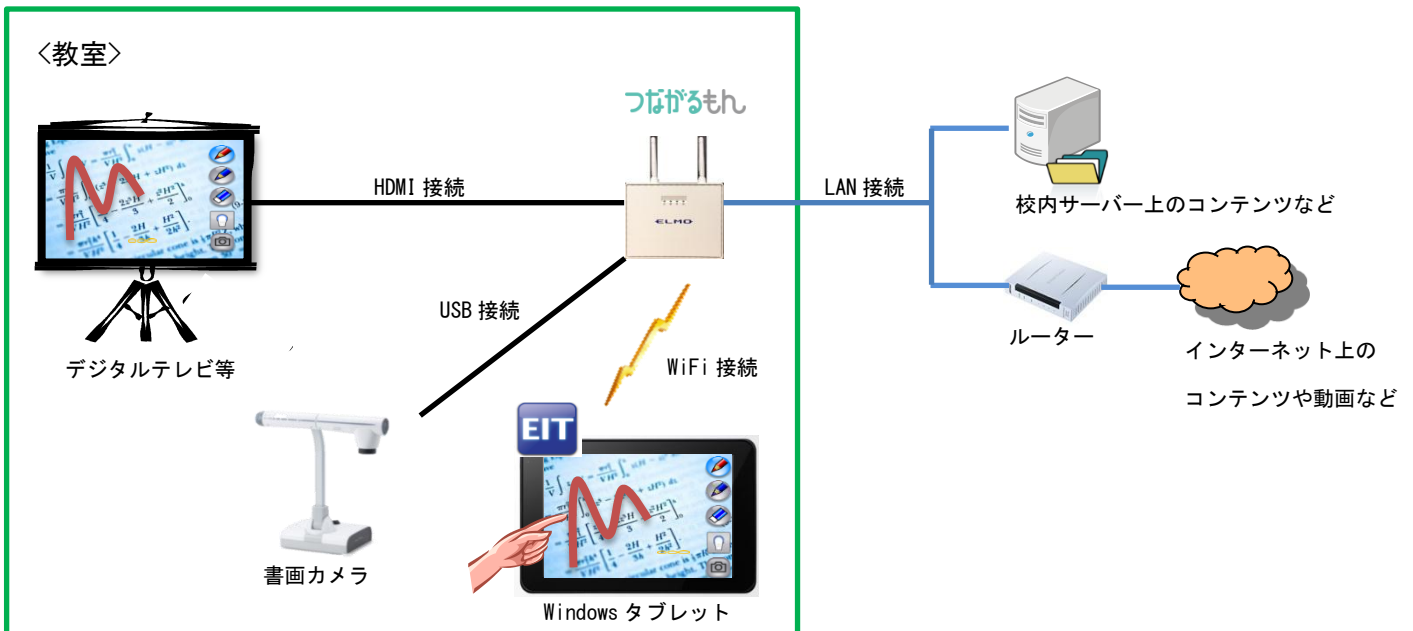 〈教室〉
つながるもん
HDMI 接続
ELMO
LAN 接続
校内サーバー上のコンテンツなど
USB 接続
ルーター
インターネット上の
コンテンツや動画など
デジタルテレビ等
WiFi 接続
EIT
書画カメラ
Windows タブレット